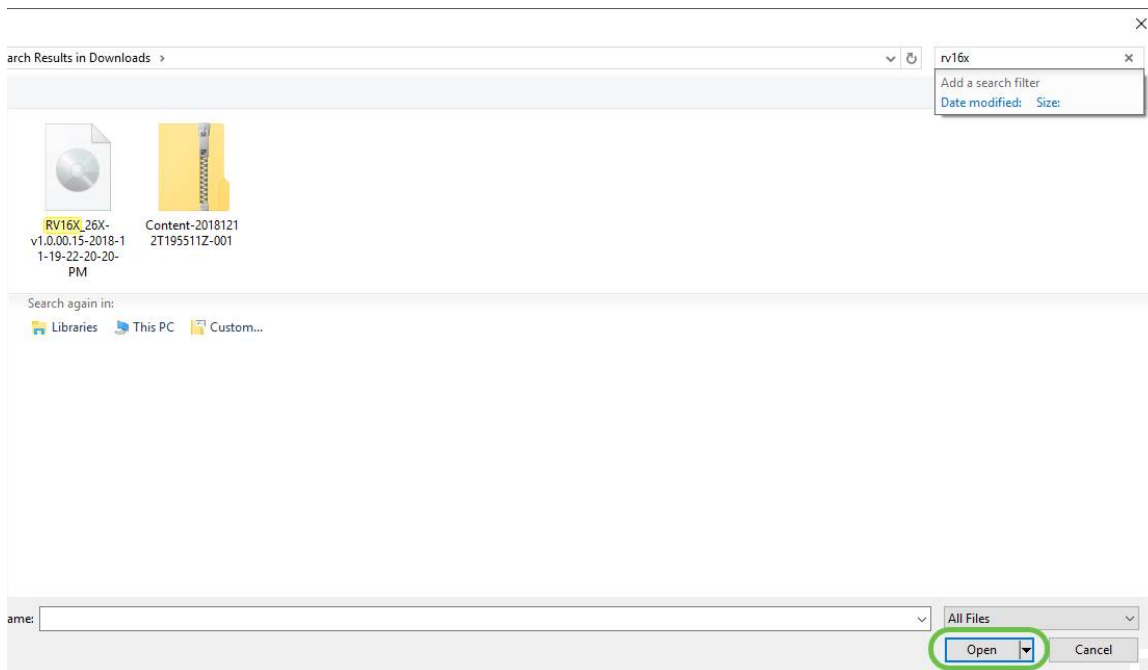 arch Results in Downloads
rv16x
Add a search filter
Date modified: Size:
RV16X_26X-
v1.0.00.15-2018-1
1-19-22-20-20-
PM
Content-2018121
2T195511Z-001
Search again in:
Libraries This PC Custom...
ame:
All Files
Open Cancel